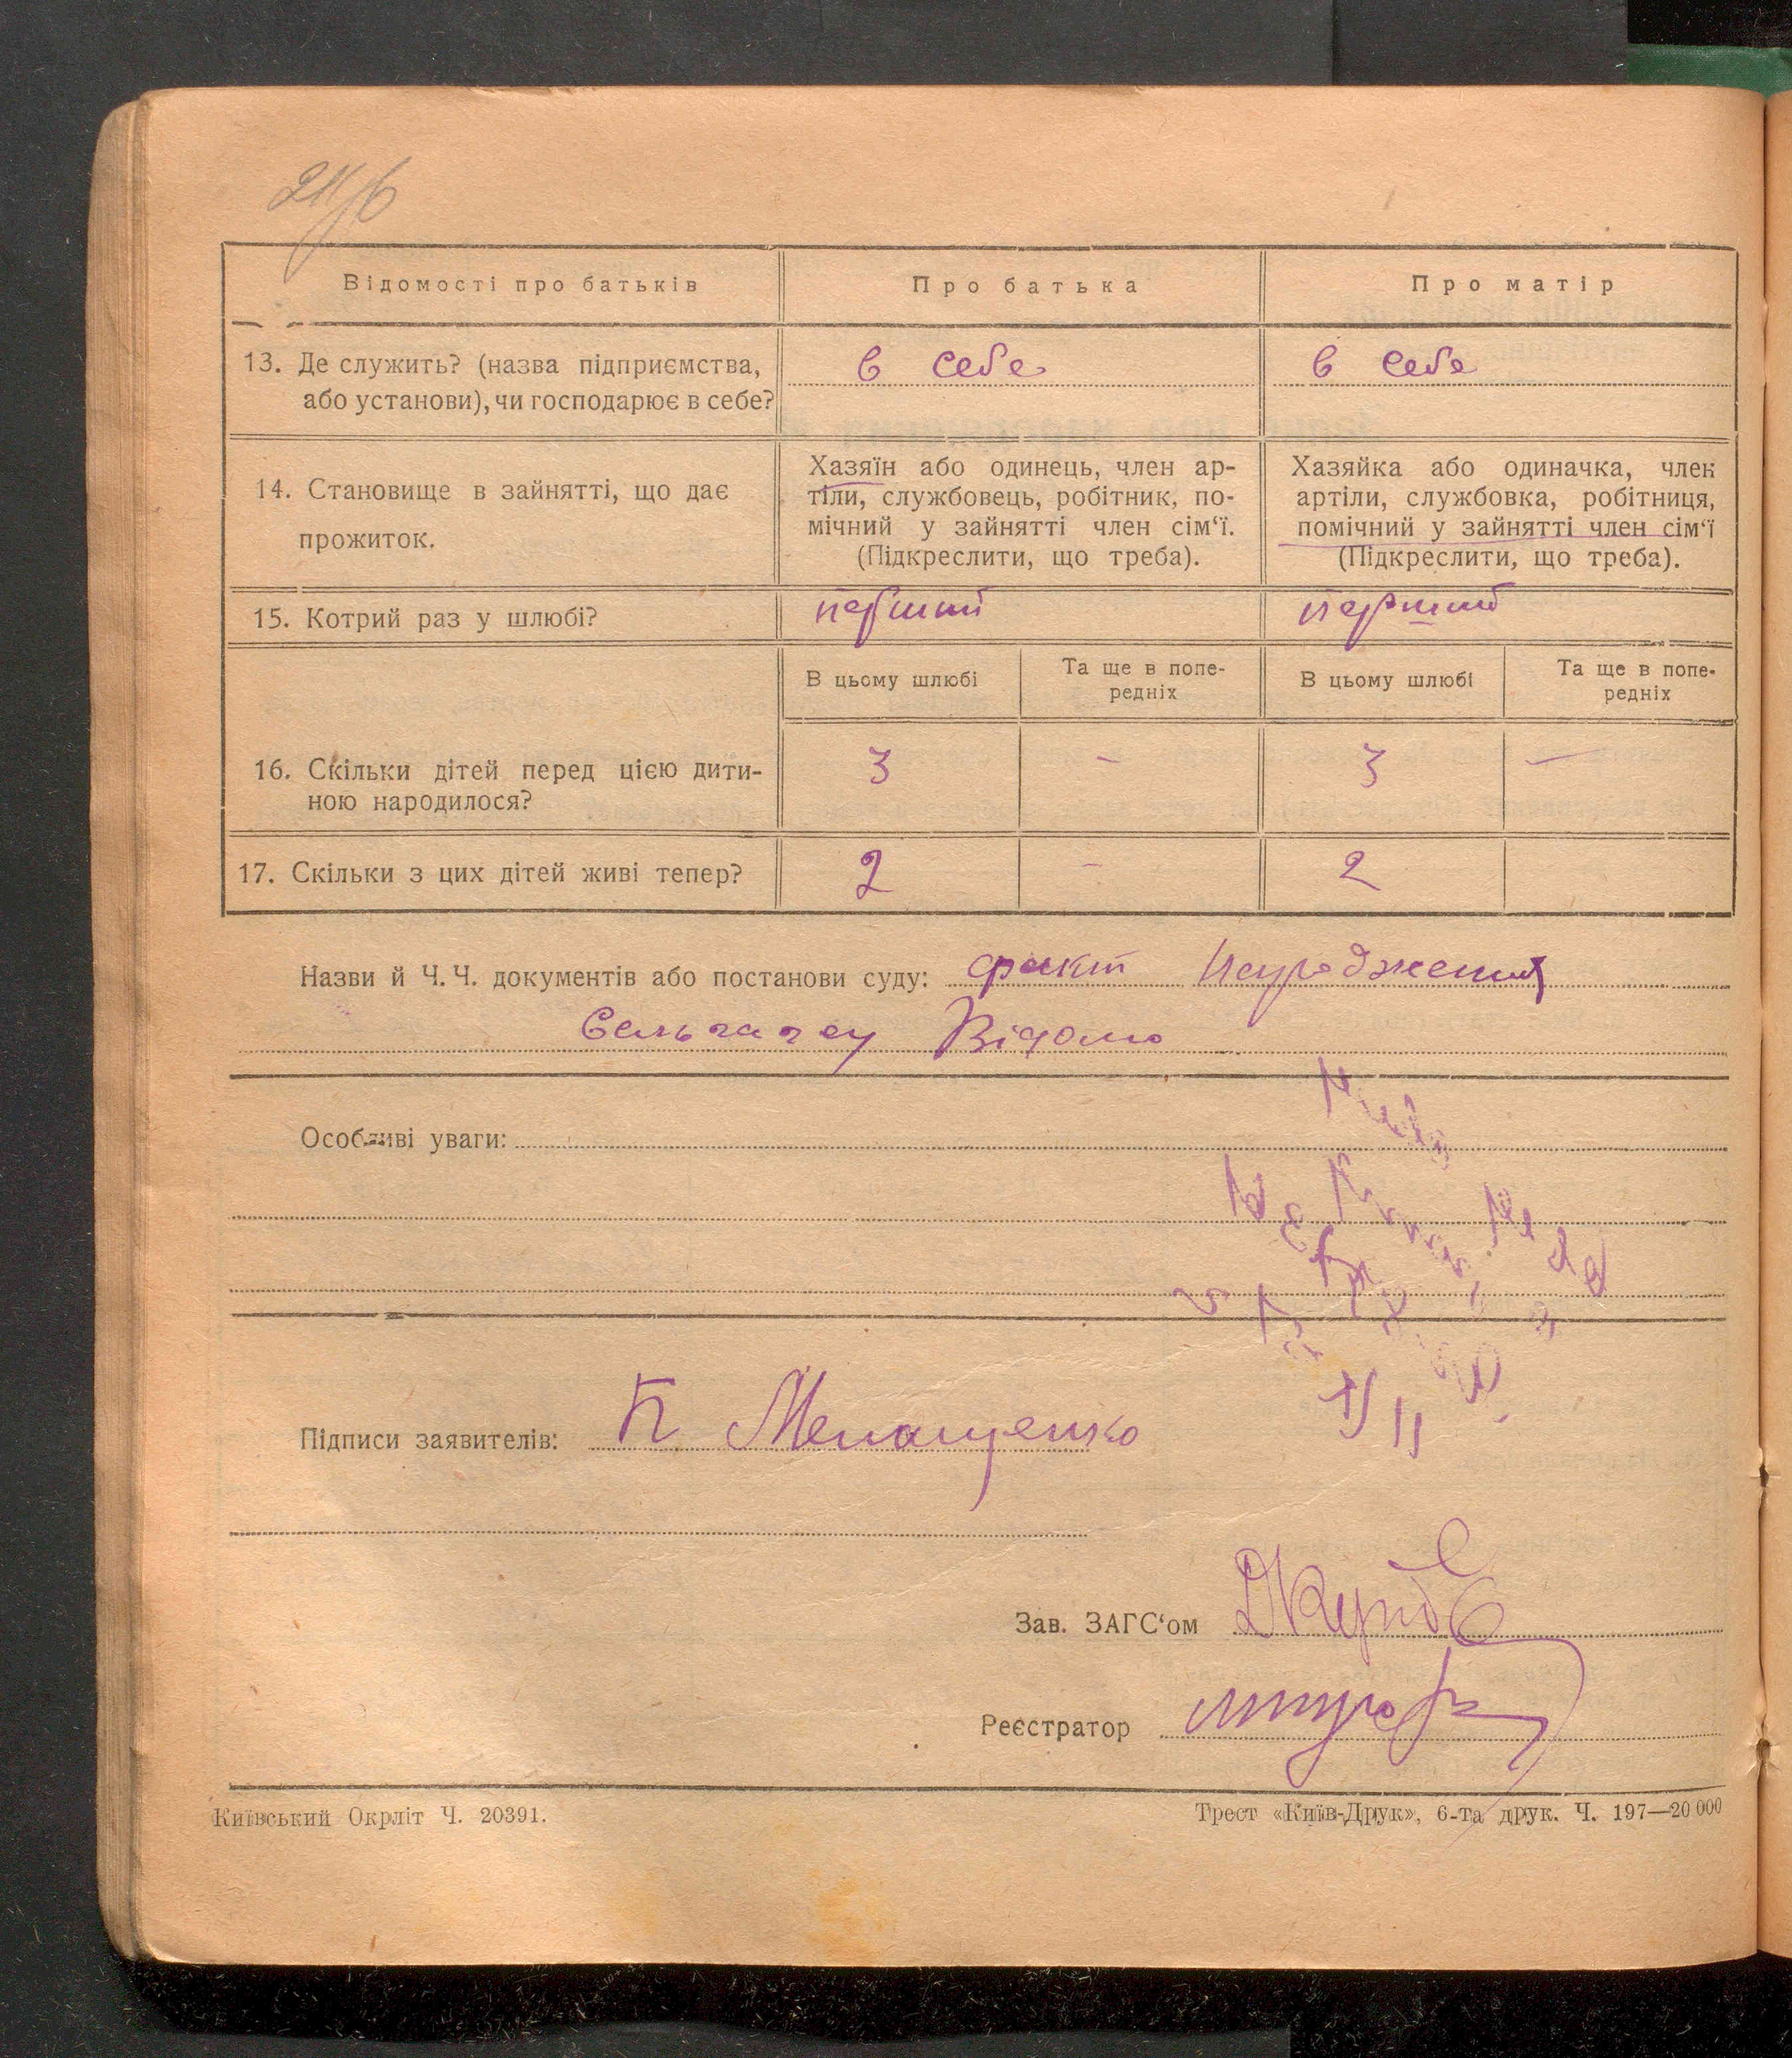 Відомості про батьків
Про батька
Про матір
13. Де служить? (назва підприємства,
або установи), чи господарює в себе?
в себе
в себе
14. Становище в зайнятті, що дає
прожиток.
Хазяїн або одинець, член ар-
тіли, службовець, робітник, по-
мічний у зайнятті член сім‘ї.
(Підкреслити, що треба).
Хазяйка або одиначка, член
артіли, службовка, робітниця,
помічний у зайнятті член сім‘ї
(Підкреслити, що треба).
15. Котрий раз у шлюбі?
перший
перший
В цьому шлюбі
Та ще в попе-
редніх
В цьому шлюбі
Та ще в попе-
редніх
16. Скільки дітей перед цією дити-
ною народилося?
3
-
3
-
17. Скільки з цих дітей живі тепер?
2
-
2
Назви й Ч. Ч. документів або постанови суду: факт народження
Відомо
Особливі уваги:
Підписи заявителів:
Зав. ЗАГС‘ом
Реєстратор
Київський Окрліт Ч. 20391.
Трест «Київ-Друк», 6-та друк. Ч. 197—20 000